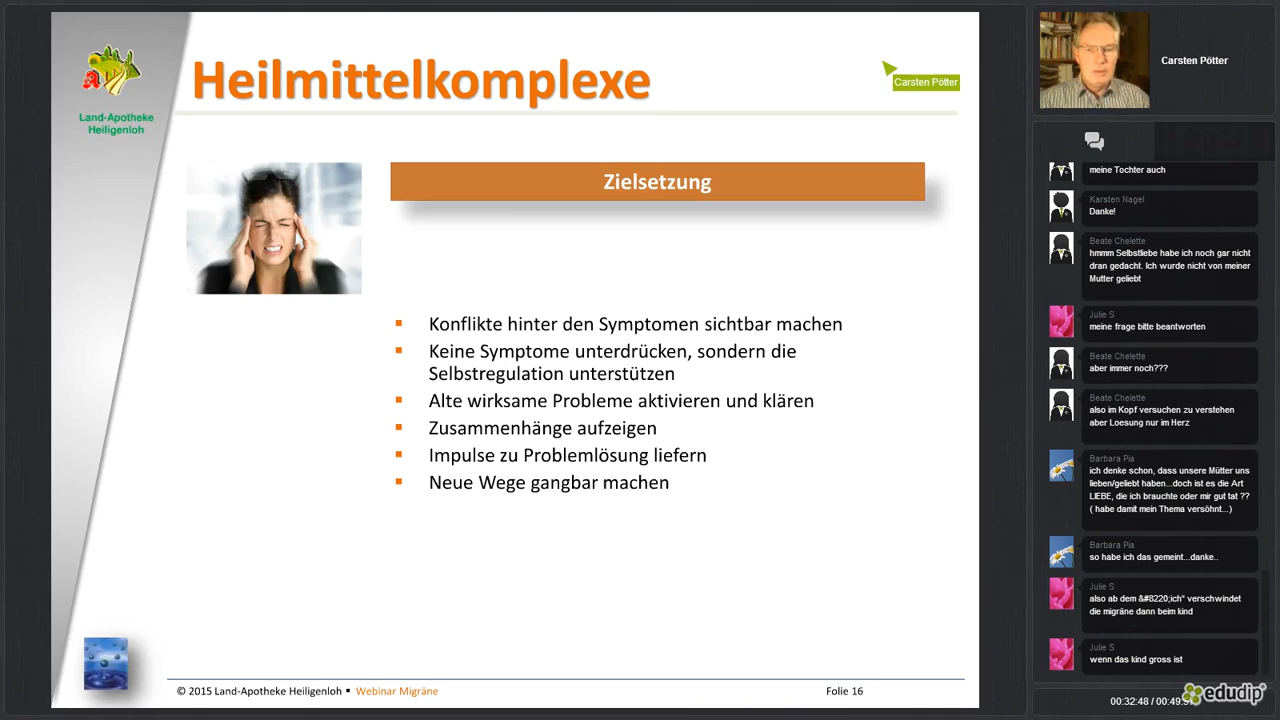 Heilmittelkomplexe
Carsten Pötter
Land-Apotheke
Heiligenloh
Zielsetzung
Konflikte hinter den Symptomen sichtbar machen
Keine Symptome unterdrücken, sondern die
Selbstregulation unterstützen
Alte wirksame Probleme aktivieren und klären
Zusammenhänge aufzeigen
Impulse zu Problemlösung liefern
Neue Wege gangbar machen
© 2015 Land-Apotheke Heiligenloh ▪ Webinar Migräne
Folie 16
Carsten Pötter
meine Tochter auch
Karsten Nagel
Danke!
Beate Chelette
hmmm Selbstliebe habe ich noch gar nicht
dran gedacht. Ich wurde nicht von meiner
Mutter geliebt
Julie S
meine frage bitte beantworten
Beate Chelette
aber immer noch???
Beate Chelette
also im Kopf versuchen zu verstehen
aber Loesung nur im Herz
Barbara Pia
ich denke schon, dass unsere Mütter uns
lieben/geliebt haben...doch ist es die Art
LIEBE, die ich brauchte oder mir gut tat ??
( habe damit mein Thema versöhnt...)
Barbara Pia
so habe ich das gemeint...danke..
Julie S
also ab dem &#8220;ich" verschwindet
die migräne dann beim kind
Julie S
wenn das kind gross ist
00:32:48 / 00:49
edudip